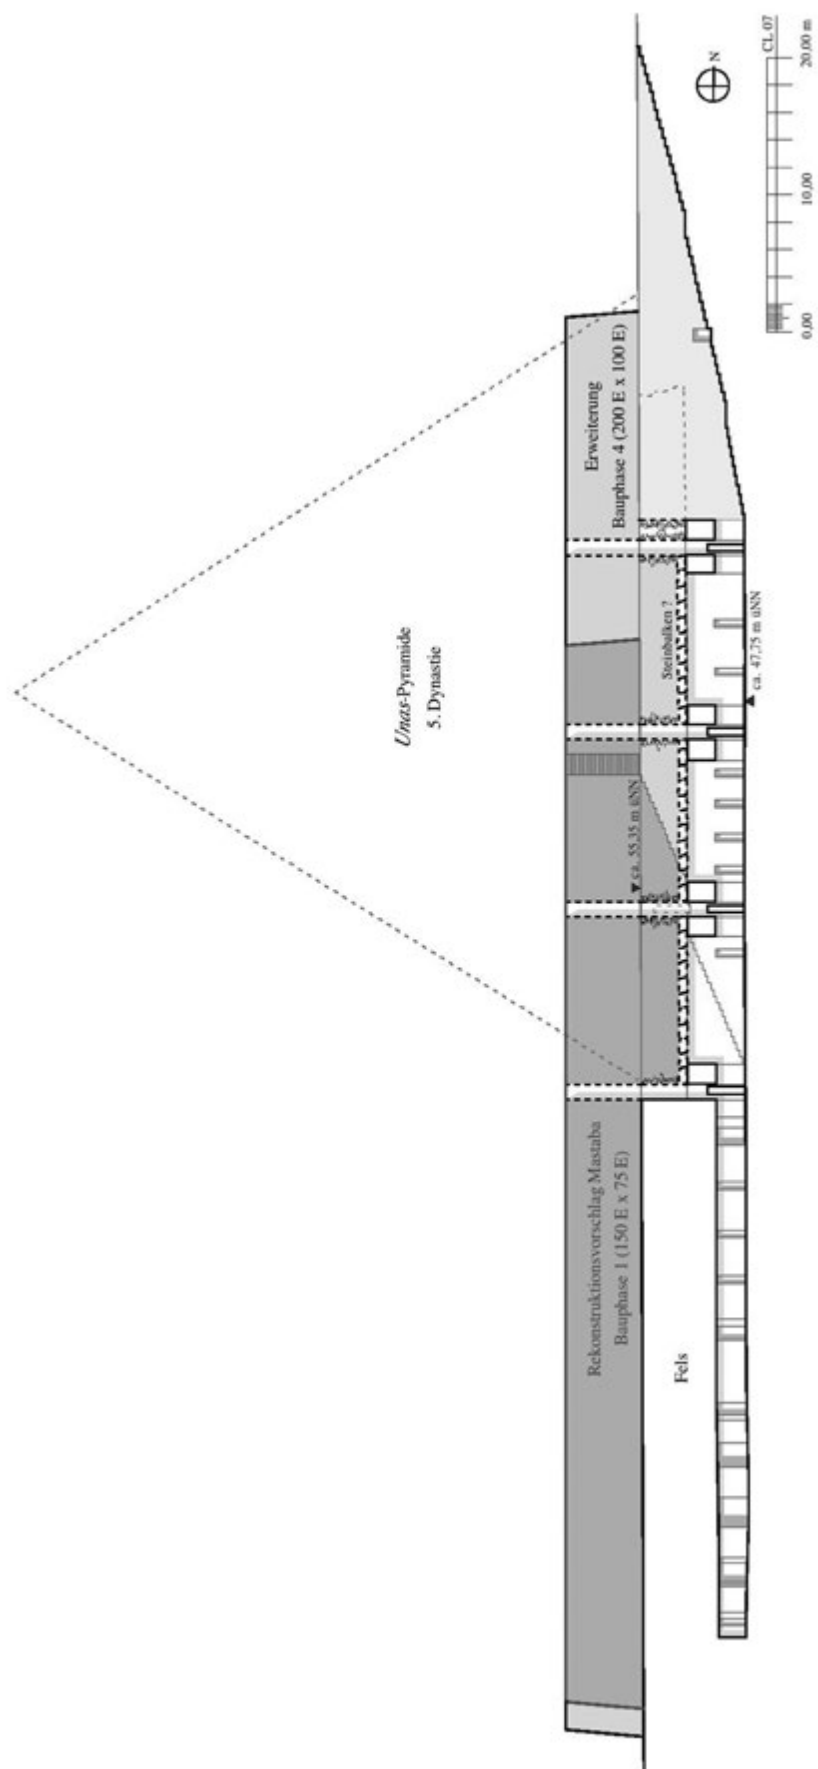 Unas-Pyramide
5. Dynastie
Erweiterung
Bauphase 4 (200 E x 100 E)
Steinbalken ?
ca. 55,35 m üNN
ca. 47,75 m üNN
Rekonstruktionsvorschlag Mastaba
Bauphase 1 (150 E x 75 E)
Fels
N
CL 07
0,00
10,00
20,00 m